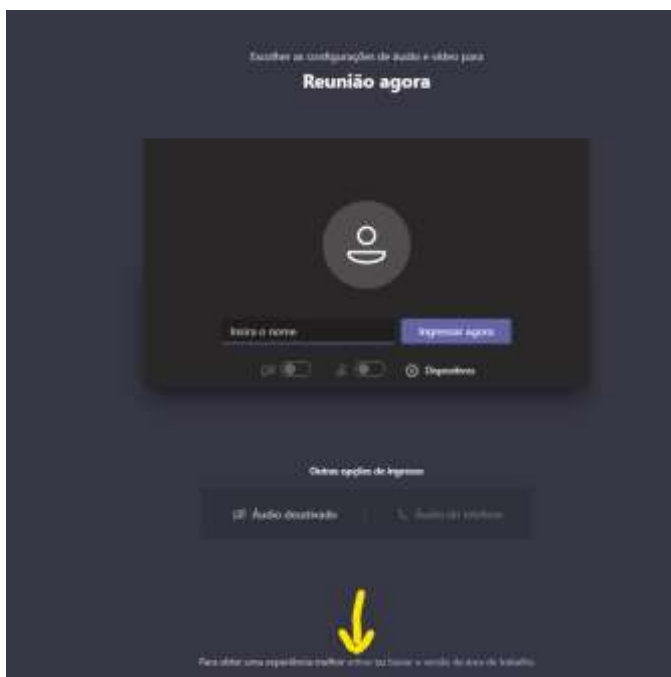 Escolher as configurações de áudio e vídeo para
Reunião agora
Insira o nome
Ingressar agora
Dispositivos
Outras opções de ingresso
Áudio desativado
Áudio do telefone
Para obter uma experiência melhor entrar ou baixar a versão da área de trabalho